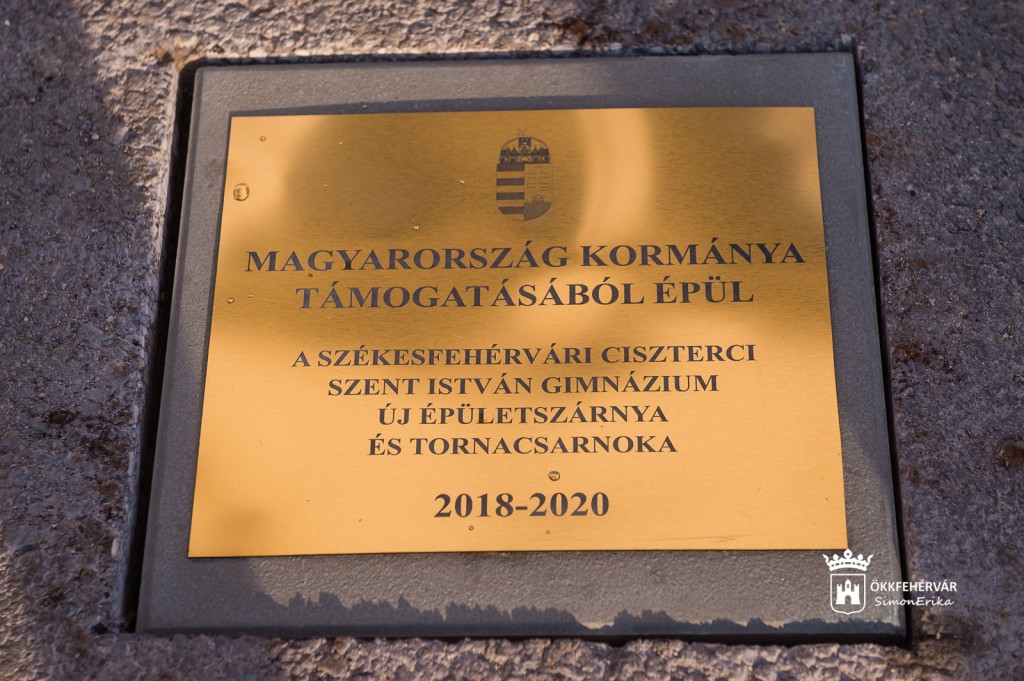 MAGYARORSZÁG KORMÁNYA
TÁMOGATÁSÁBÓL ÉPÜL
A SZÉKESFEHÉRVÁRI CISZTERCI
SZENT ISTVÁN GIMNÁZIUM
ÚJ ÉPÜLETSZÁRNYA
ÉS TORNACSARNOKA
2018-2020
ÖKKFEHÉRVÁR
SimonErika